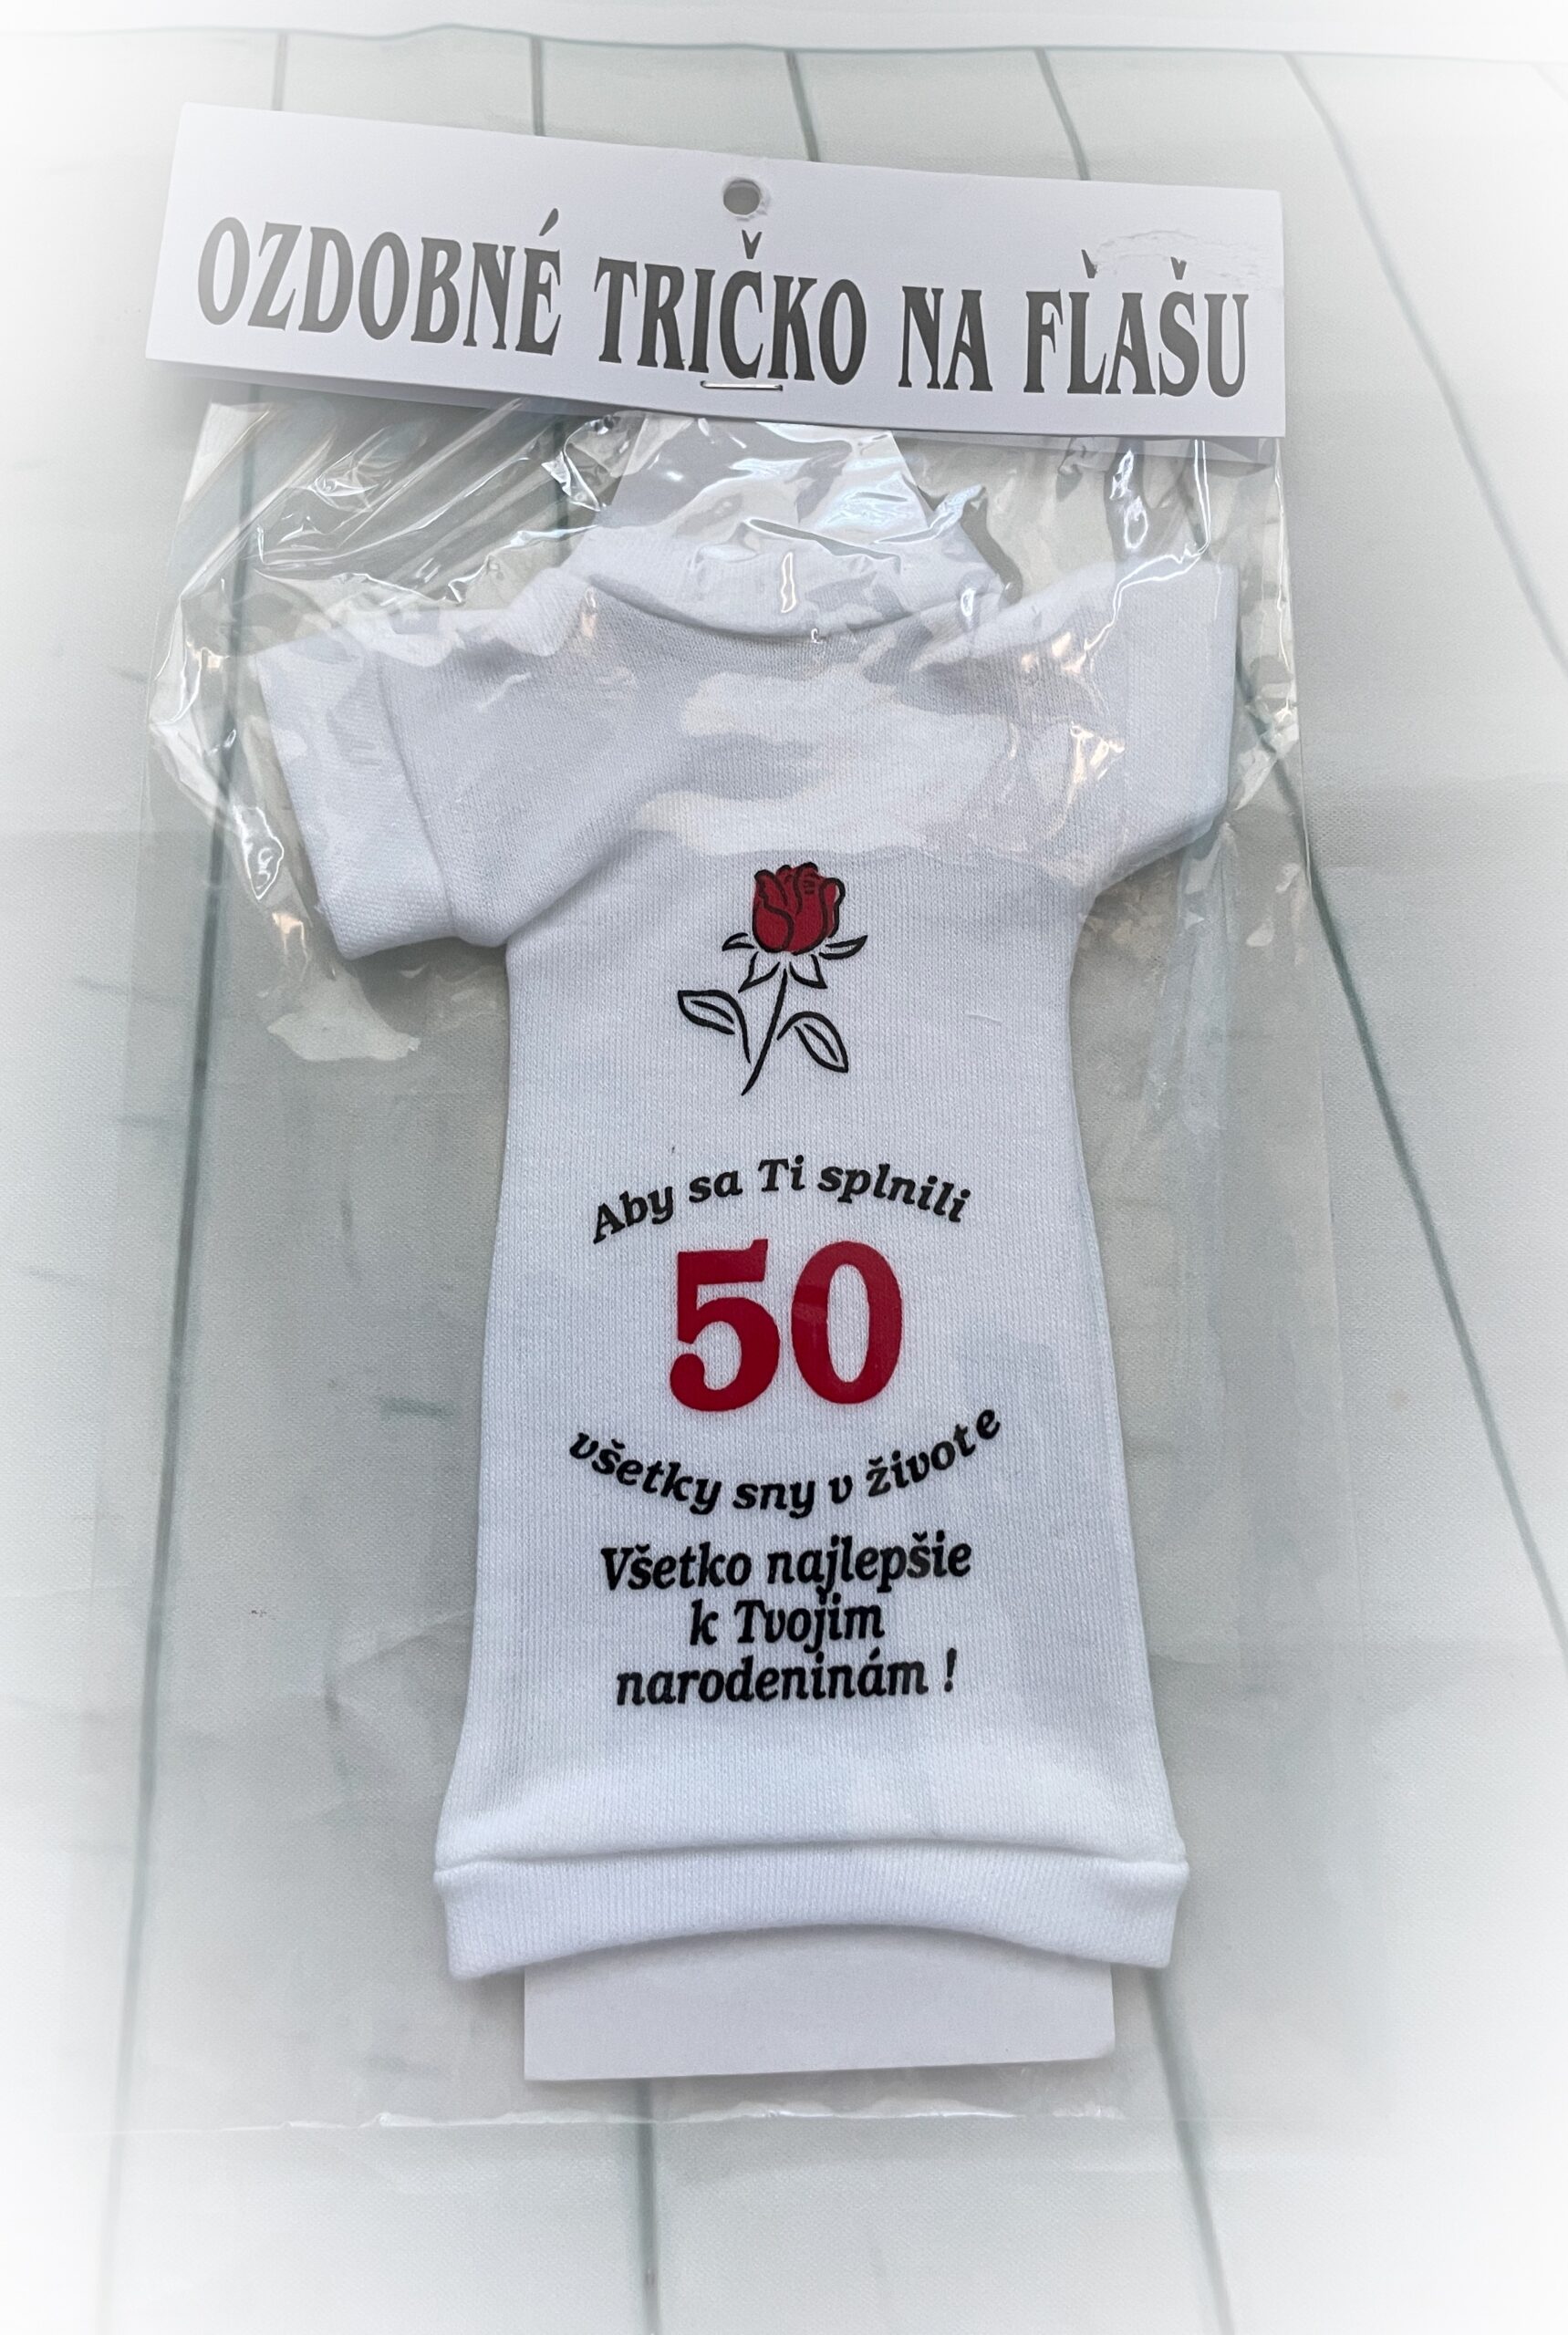 OZDOBNÉ TRIČKO NA FĽAŠU
Aby sa Ti splnili
50
všetky sny v živote
Všetko najlepšie
k Tvojim
narodeninám !